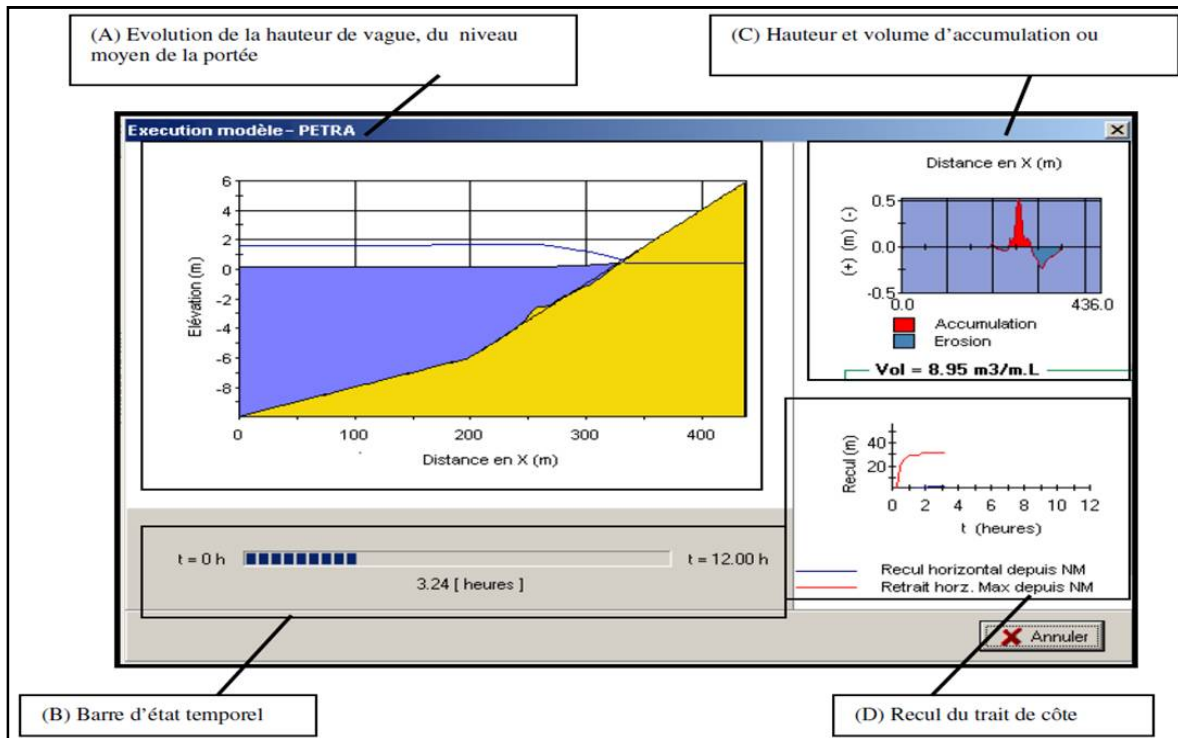 (A) Evolution de la hauteur de vague, du niveau
moyen de la portée
(C) Hauteur et volume d'accumulation ou
Execution modèle - PETRA
6
4
2
0
-2
-4
-6
-8
Elévation (m)
0 100 200 300 400
Distance en X (m)
Distance en X (m)
0.5
0.0
-0.5
(+) (m) (-)
0.0 436.0
Accumulation
Erosion
Vol = 8.95 m3/m.L
40
20
Recul (m)
0 2 4 6 8 10 12
t (heures)
Recul horizontal depuis NM
Retrait horz. Max depuis NM
t = 0 h t = 12.00 h
3.24 [ heures ]
Annuler
(B) Barre d'état temporel
(D) Recul du trait de côte